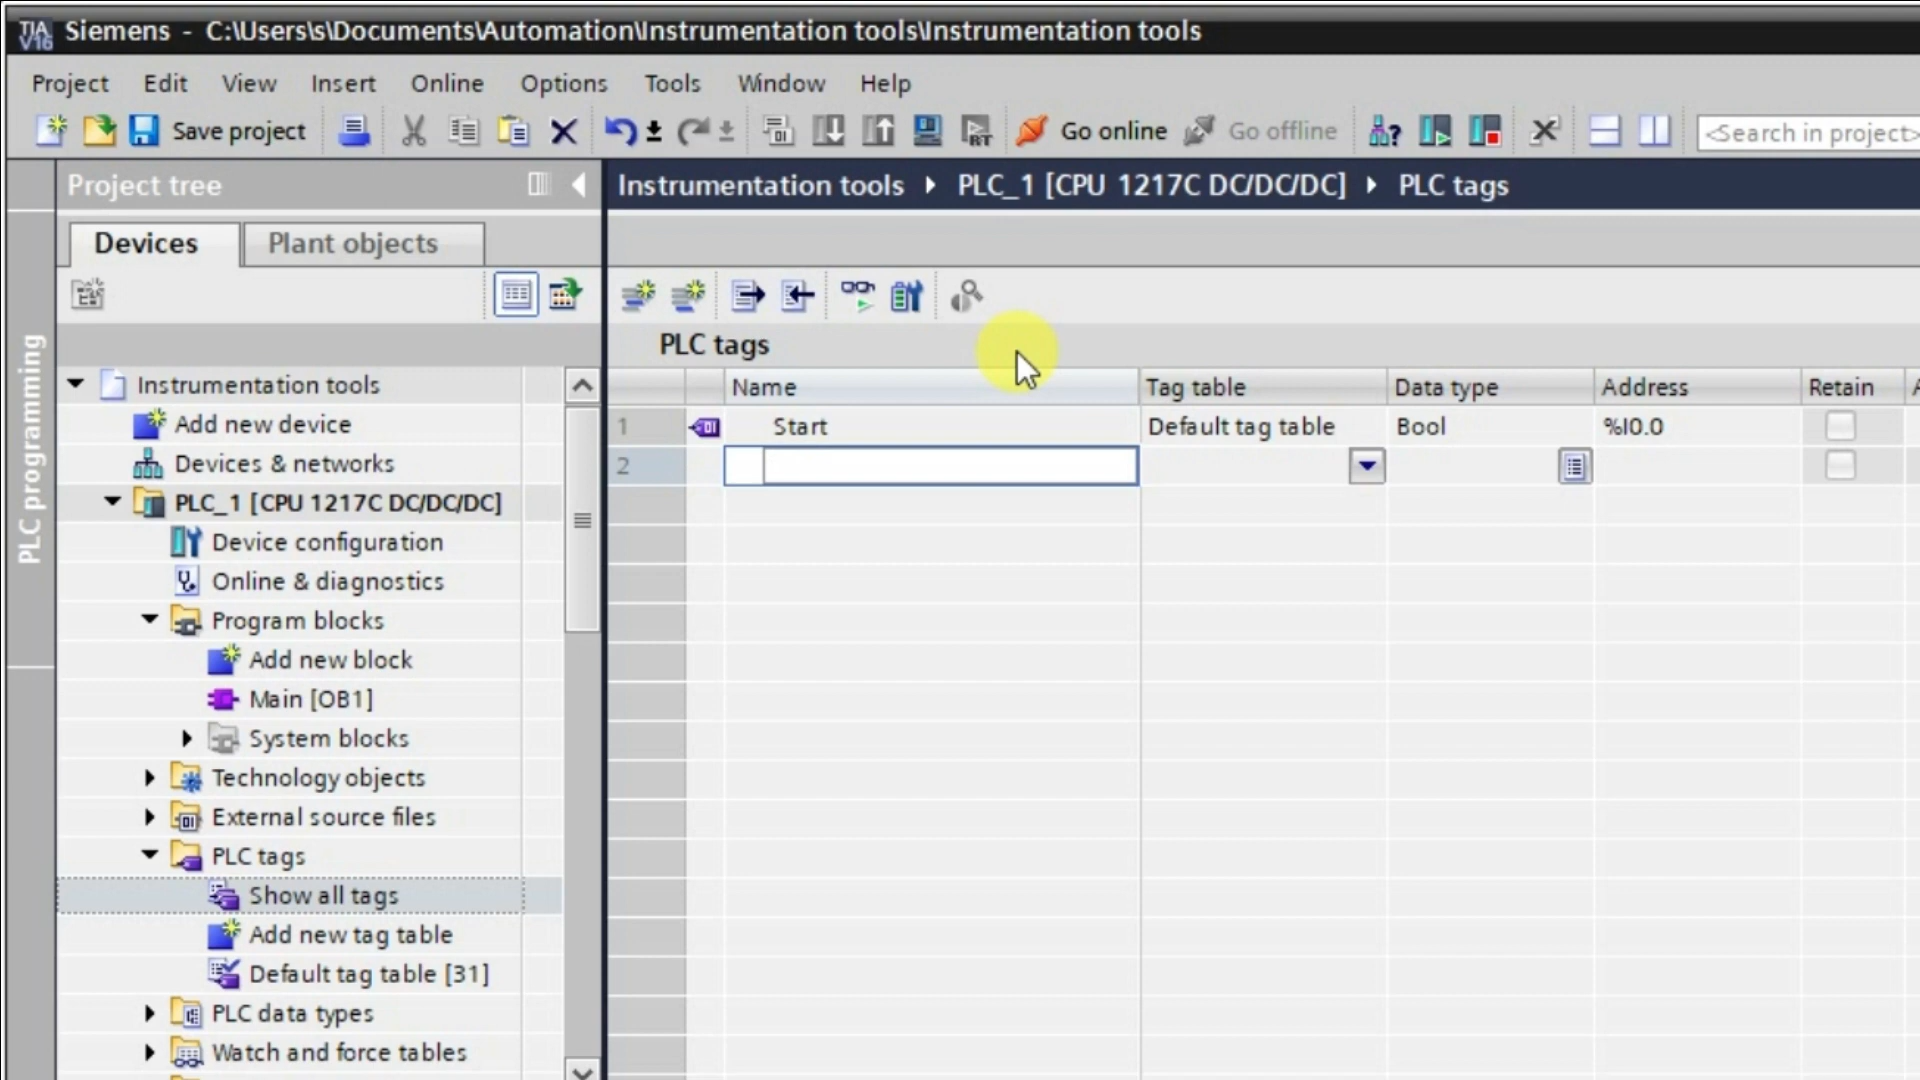 TIA V16 Siemens - C:\Users\s\Documents\Automation\Instrumentation tools\Instrumentation tools
Project Edit View Insert Online Options Tools Window Help
Save project Go online Go offline <Search in project>
Project tree
Instrumentation tools PLC_1 [CPU 1217C DC/DC/DC] PLC tags
Devices Plant objects
PLC programming
PLC tags
Name Tag table Data type Address Retain A
1 Start Default tag table Bool %I0.0
2
Instrumentation tools
Add new device
Devices & networks
PLC_1 [CPU 1217C DC/DC/DC]
Device configuration
Online & diagnostics
Program blocks
Add new block
Main [OB1]
System blocks
Technology objects
External source files
PLC tags
Show all tags
Add new tag table
Default tag table [31]
PLC data types
Watch and force tables